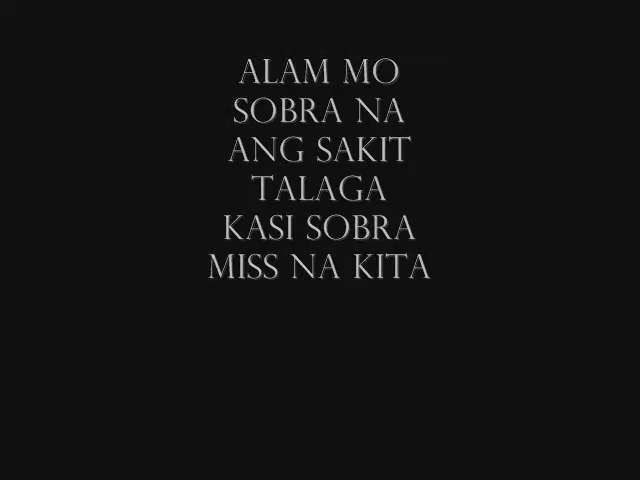 ALAM MO
SOBRA NA
ANG SAKIT
TALAGA
KASI SOBRA
MISS NA KITA